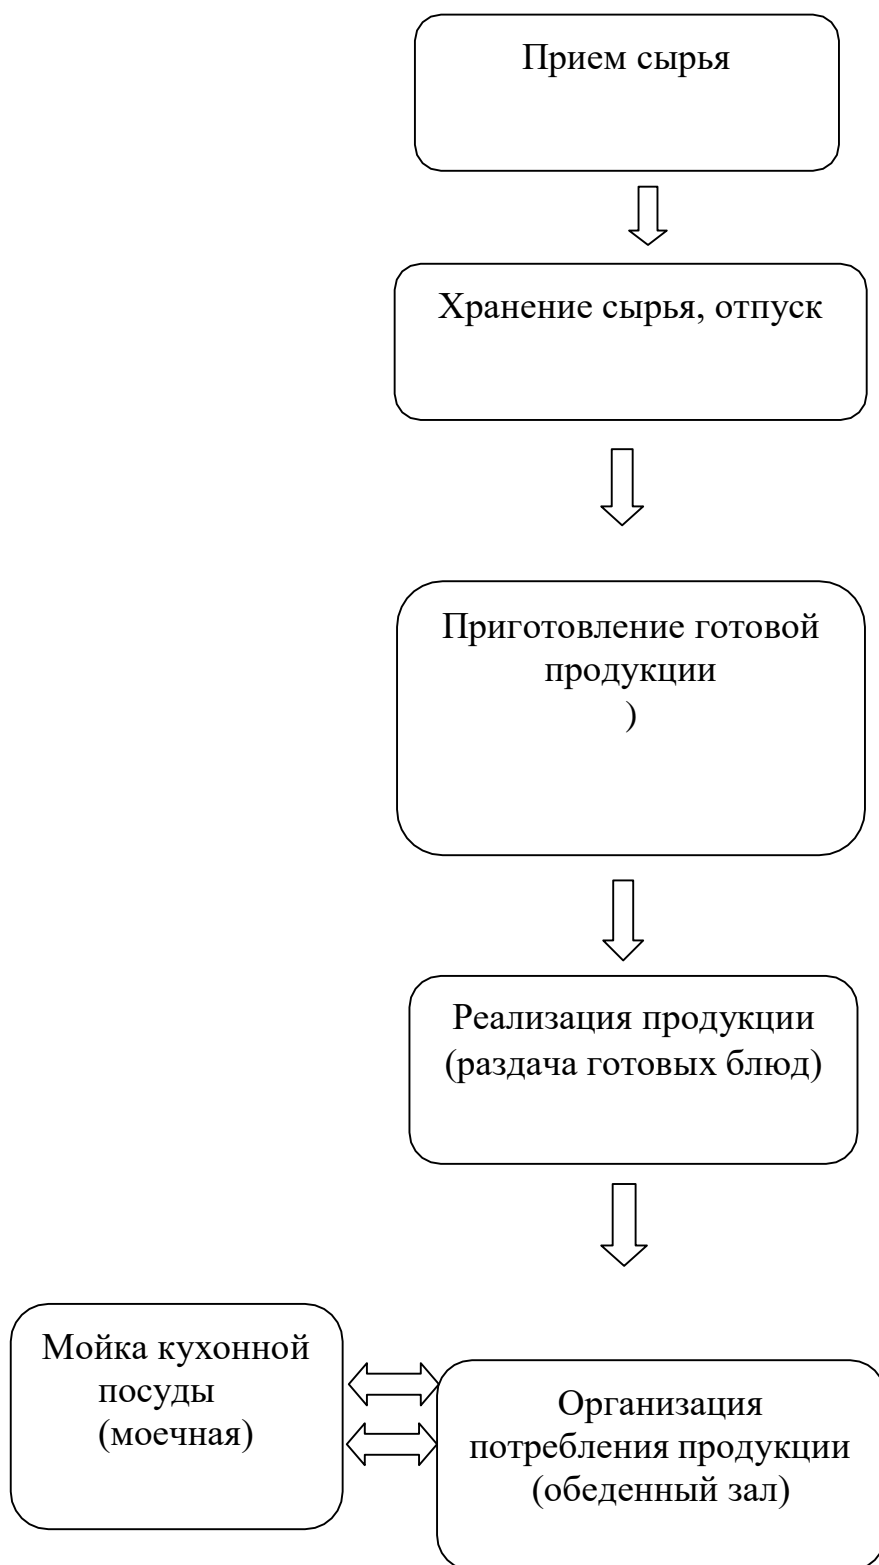 Прием сырья
Хранение сырья, отпуск
Приготовление готовой
продукции
)
Реализация продукции
(раздача готовых блюд)
Мойка кухонной
посуды
(моечная)
Организация
потребления продукции
(обеденный зал)